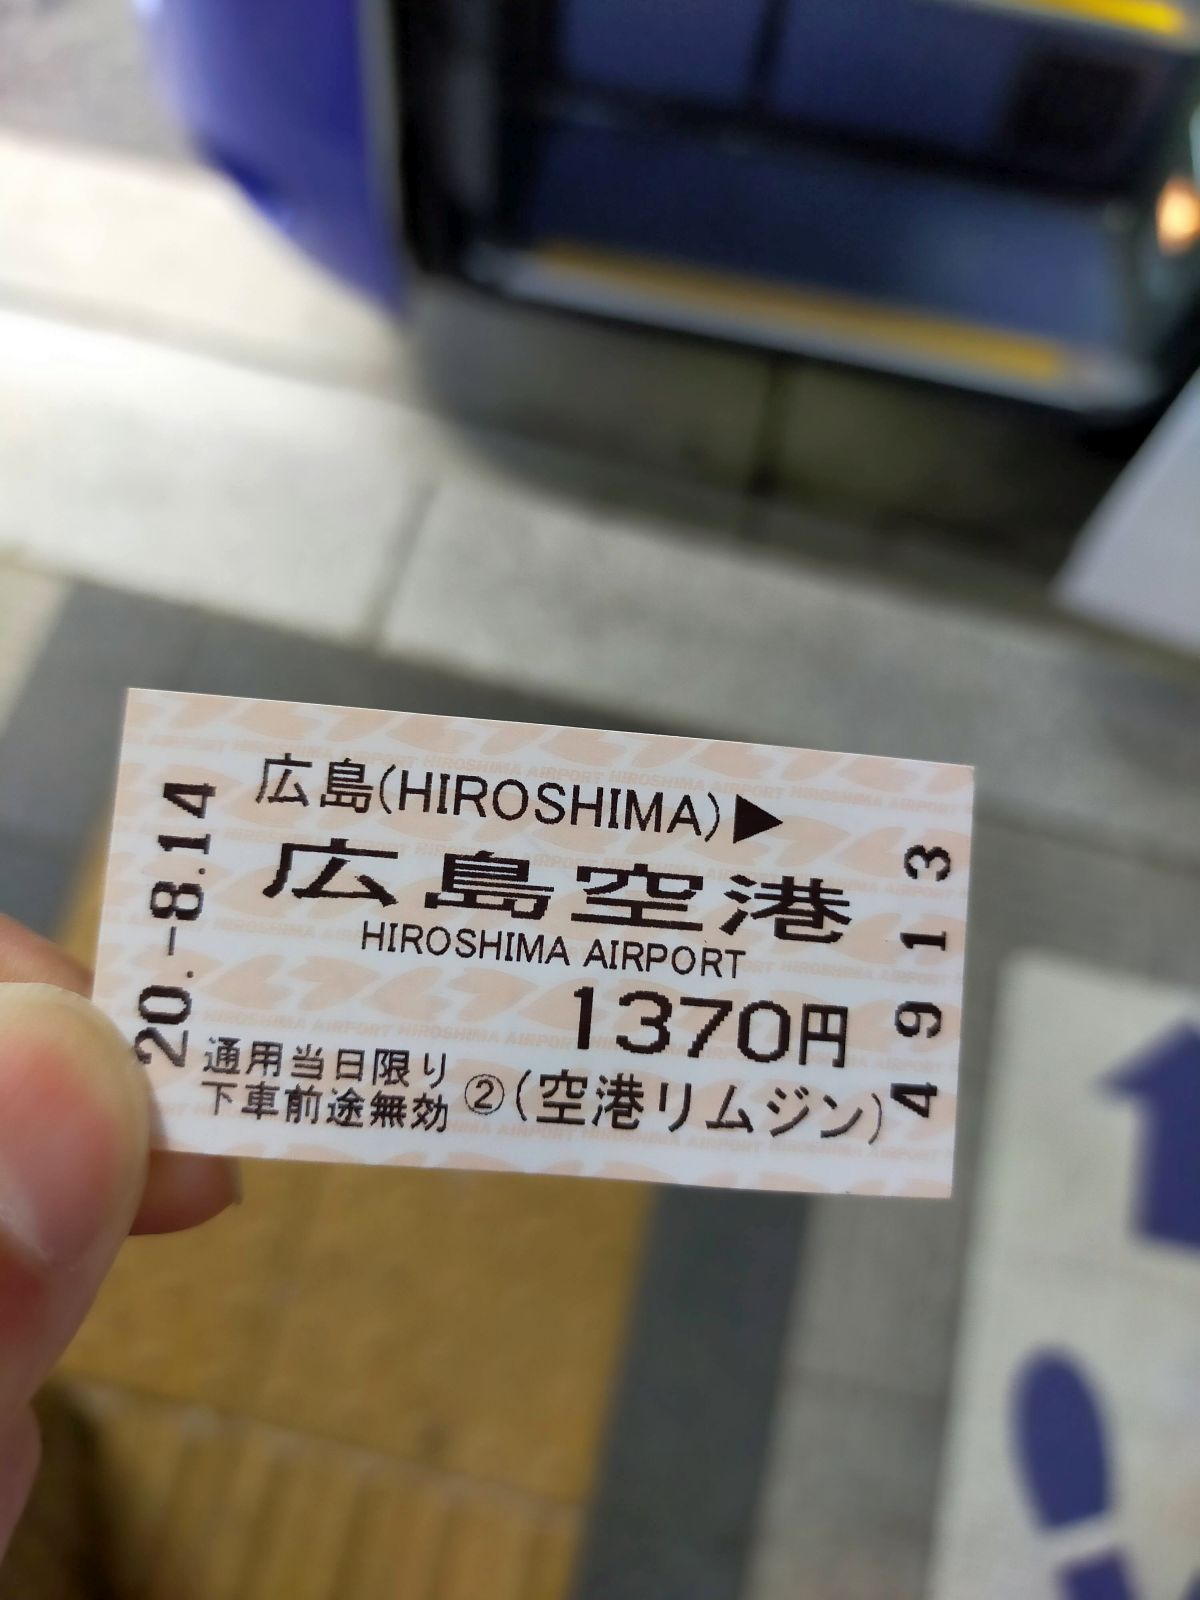 広島(HIROSHIMA)▶
広島空港
HIROSHIMA AIRPORT
1370円
通用当日限り
下車前途無効
②(空港リムジン)
20.-8.14
4913